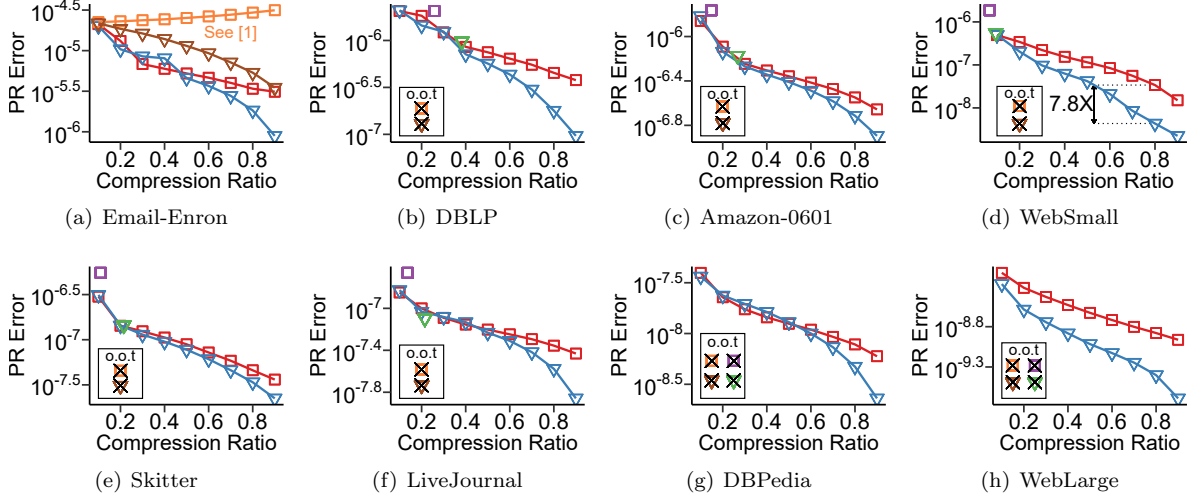 PR Error
10^-4.5
10^-5
10^-5.5
10^-6
See [1]
0.2 0.4 0.6 0.8
Compression Ratio
(a) Email-Enron
PR Error
10^-6
10^-6.5
10^-7
o.o.t
0.2 0.4 0.6 0.8
Compression Ratio
(b) DBLP
PR Error
10^-6
10^-6.4
10^-6.8
o.o.t
0.2 0.4 0.6 0.8
Compression Ratio
(c) Amazon-0601
PR Error
10^-6
10^-7
10^-8
o.o.t
7.8X
0.2 0.4 0.6 0.8
Compression Ratio
(d) WebSmall
PR Error
10^-6.5
10^-7
10^-7.5
o.o.t
0.2 0.4 0.6 0.8
Compression Ratio
(e) Skitter
PR Error
10^-7
10^-7.4
10^-7.8
o.o.t
0.2 0.4 0.6 0.8
Compression Ratio
(f) LiveJournal
PR Error
10^-7.5
10^-8
10^-8.5
o.o.t
0.2 0.4 0.6 0.8
Compression Ratio
(g) DBPedia
PR Error
10^-8.8
10^-9.3
o.o.t
0.2 0.4 0.6 0.8
Compression Ratio
(h) WebLarge